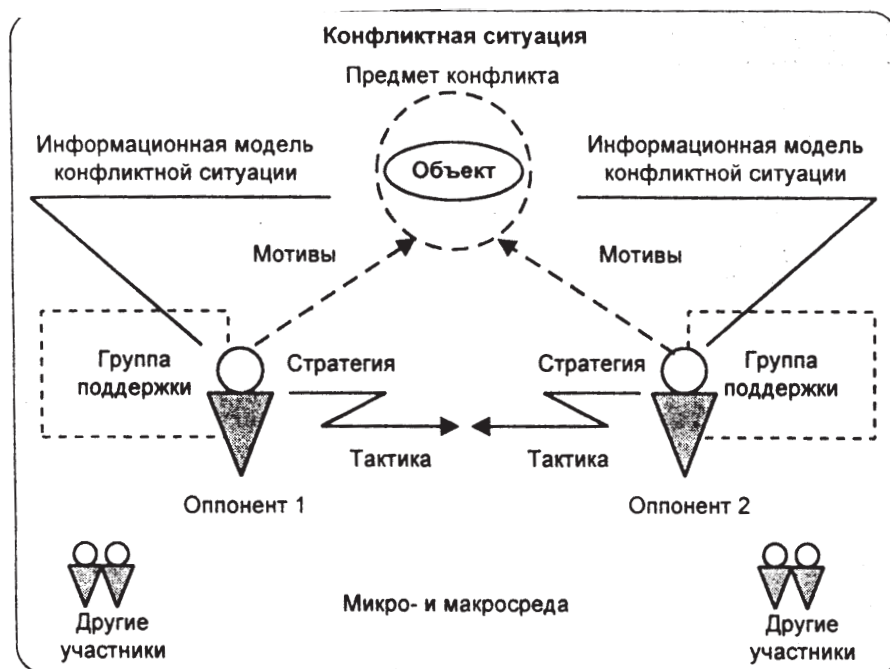 Конфликтная ситуация
Предмет конфликта
Информационная модель
конфликтной ситуации
Объект
Информационная модель
конфликтной ситуации
Мотивы
Мотивы
Группа
поддержки
Стратегия
Стратегия
Группа
поддержки
Тактика
Тактика
Оппонент 1
Оппонент 2
Микро- и макросреда
Другие
участники
Другие
участники